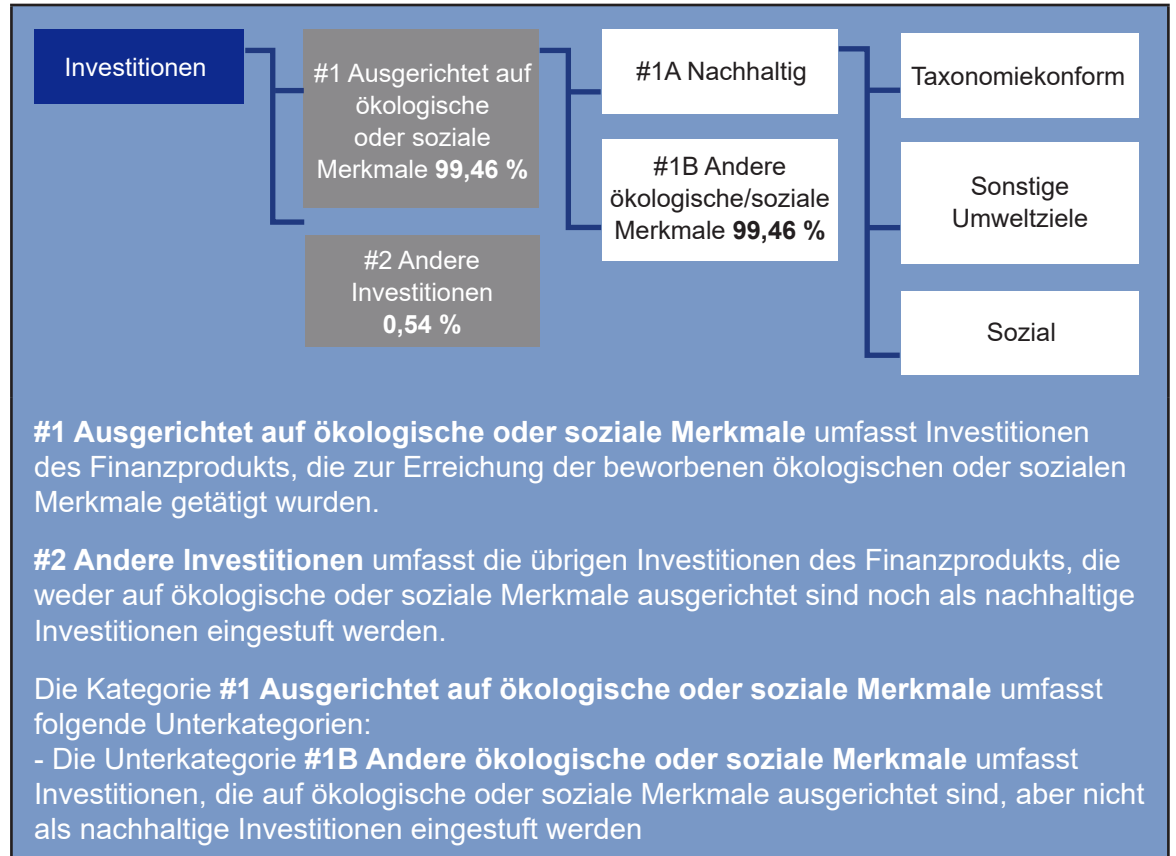 Investitionen
#1 Ausgerichtet auf
ökologische
oder soziale
Merkmale 99,46 %
#2 Andere
Investitionen
0,54 %
#1A Nachhaltig
#1B Andere
ökologische/soziale
Merkmale 99,46 %
Taxonomiekonform
Sonstige
Umweltziele
Sozial
#1 Ausgerichtet auf ökologische oder soziale Merkmale umfasst Investitionen
des Finanzprodukts, die zur Erreichung der beworbenen ökologischen oder sozialen
Merkmale getätigt wurden.
#2 Andere Investitionen umfasst die übrigen Investitionen des Finanzprodukts, die
weder auf ökologische oder soziale Merkmale ausgerichtet sind noch als nachhaltige
Investitionen eingestuft werden.
Die Kategorie #1 Ausgerichtet auf ökologische oder soziale Merkmale umfasst
folgende Unterkategorien:
- Die Unterkategorie #1B Andere ökologische oder soziale Merkmale umfasst
Investitionen, die auf ökologische oder soziale Merkmale ausgerichtet sind, aber nicht
als nachhaltige Investitionen eingestuft werden